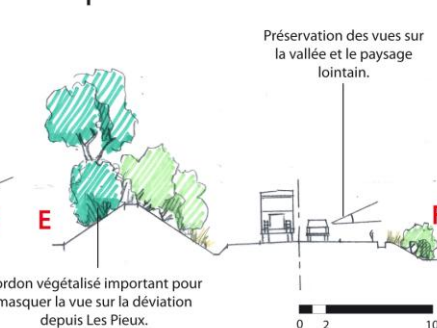 Préservation des vues sur
la vallée et le paysage
lointain.
E
ordon végétalisé important pour
masquer la vue sur la déviation
depuis Les Pieux.
0 2 10